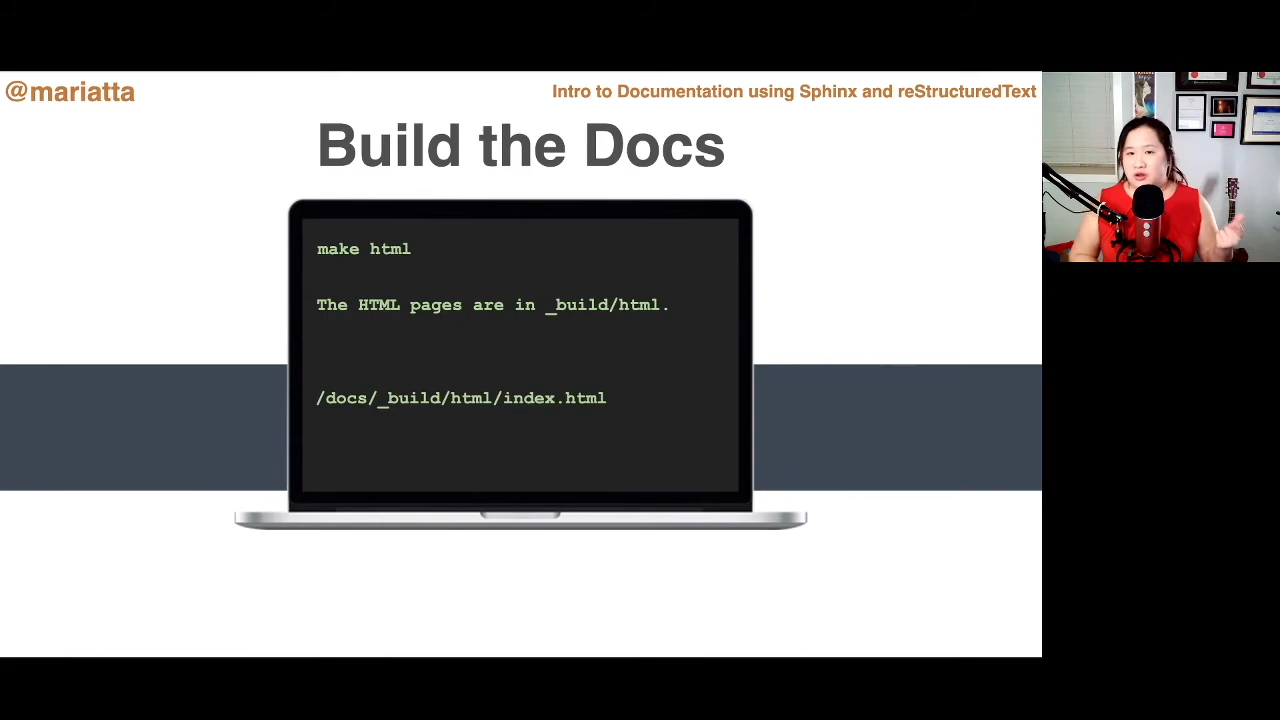 @mariatta
Intro to Documentation using Sphinx and reStructuredText
Build the Docs
make html
The HTML pages are in _build/html.
/docs/_build/html/index.html